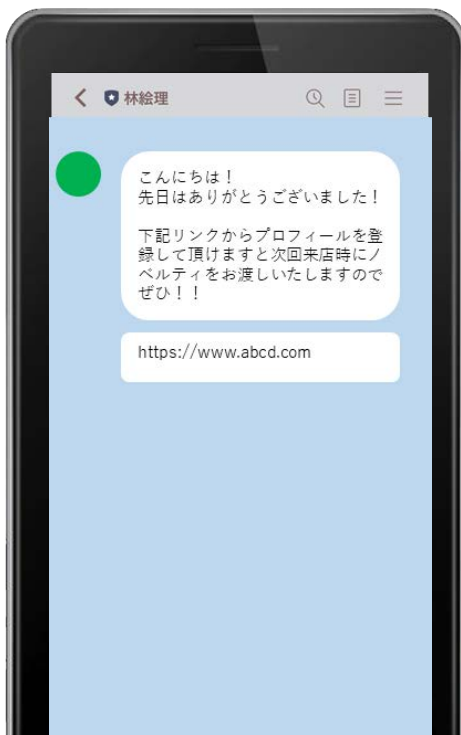 林絵理
こんにちは！
先日はありがとうございました！
下記リンクからプロフィールを登
録して頂けますと次回来店時にノ
ベルティをお渡しいたしますので
ぜひ！！
https://www.abcd.com